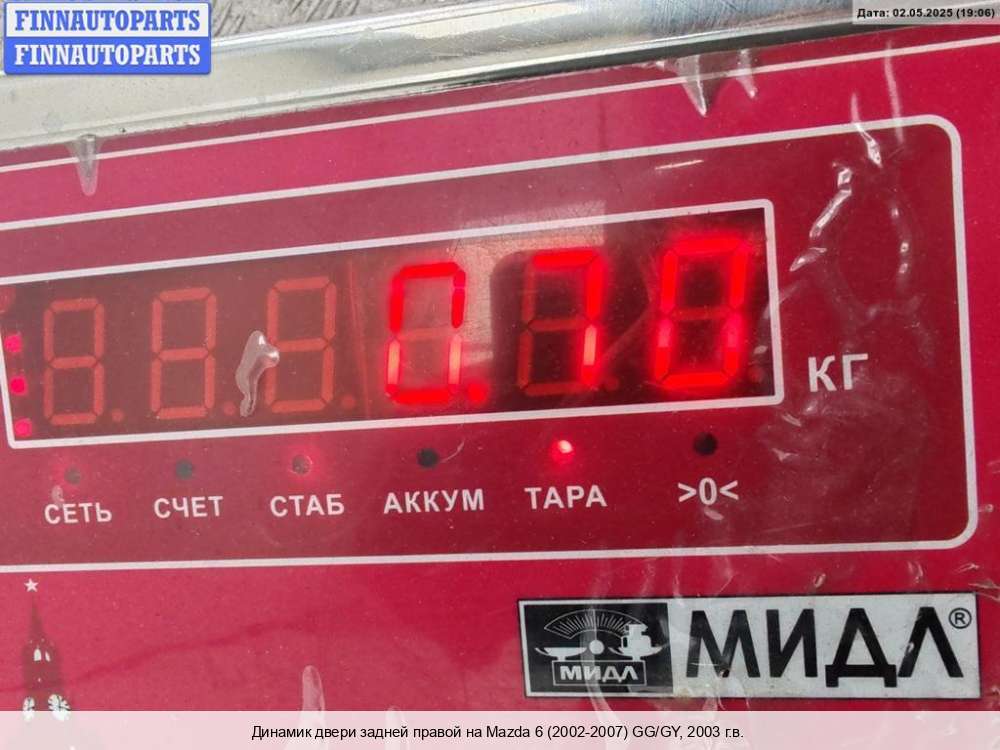 FINNAUTOPARTS
FINNAUTOPARTS
Дата: 02.05.2025 (19:06)
0.70
КГ
СЕТЬ СЧЕТ СТАБ АККУМ ТАРА >0<
МИДЛ МИДЛ®
Динамик двери задней правой на Mazda 6 (2002-2007) GG/GY, 2003 г.в.